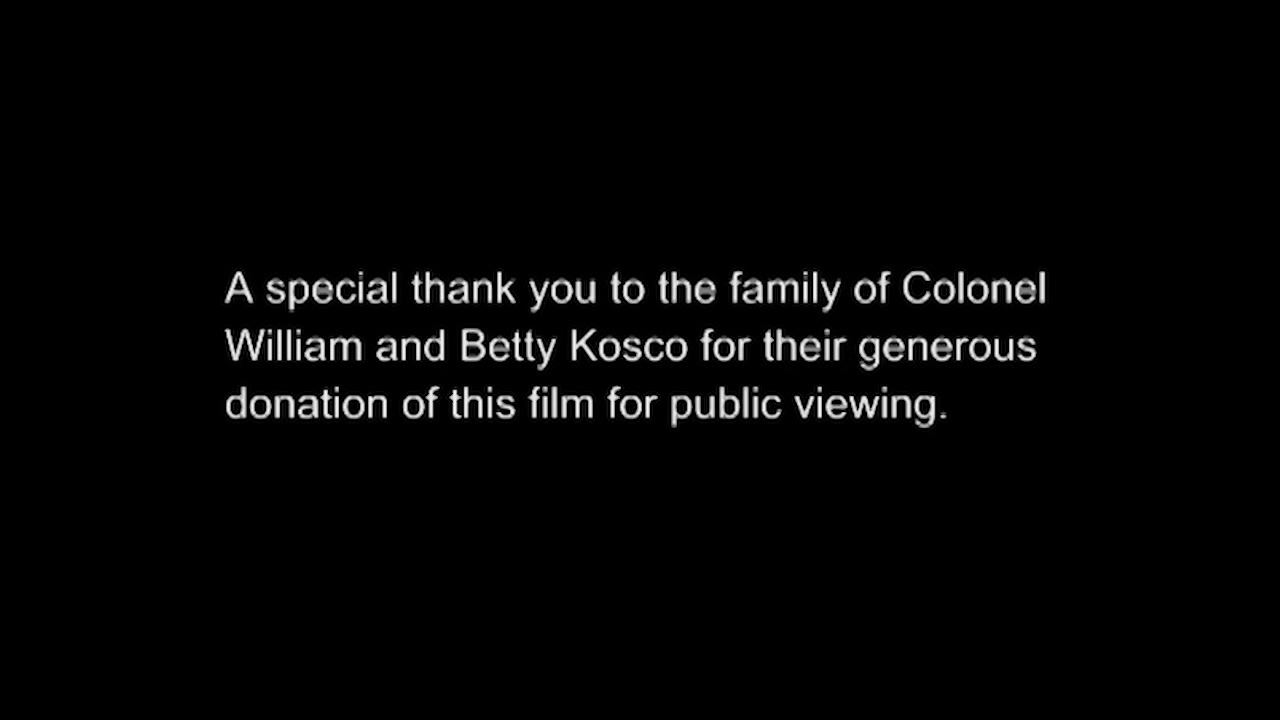 A special thank you to the family of Colonel
William and Betty Kosco for their generous
donation of this film for public viewing.